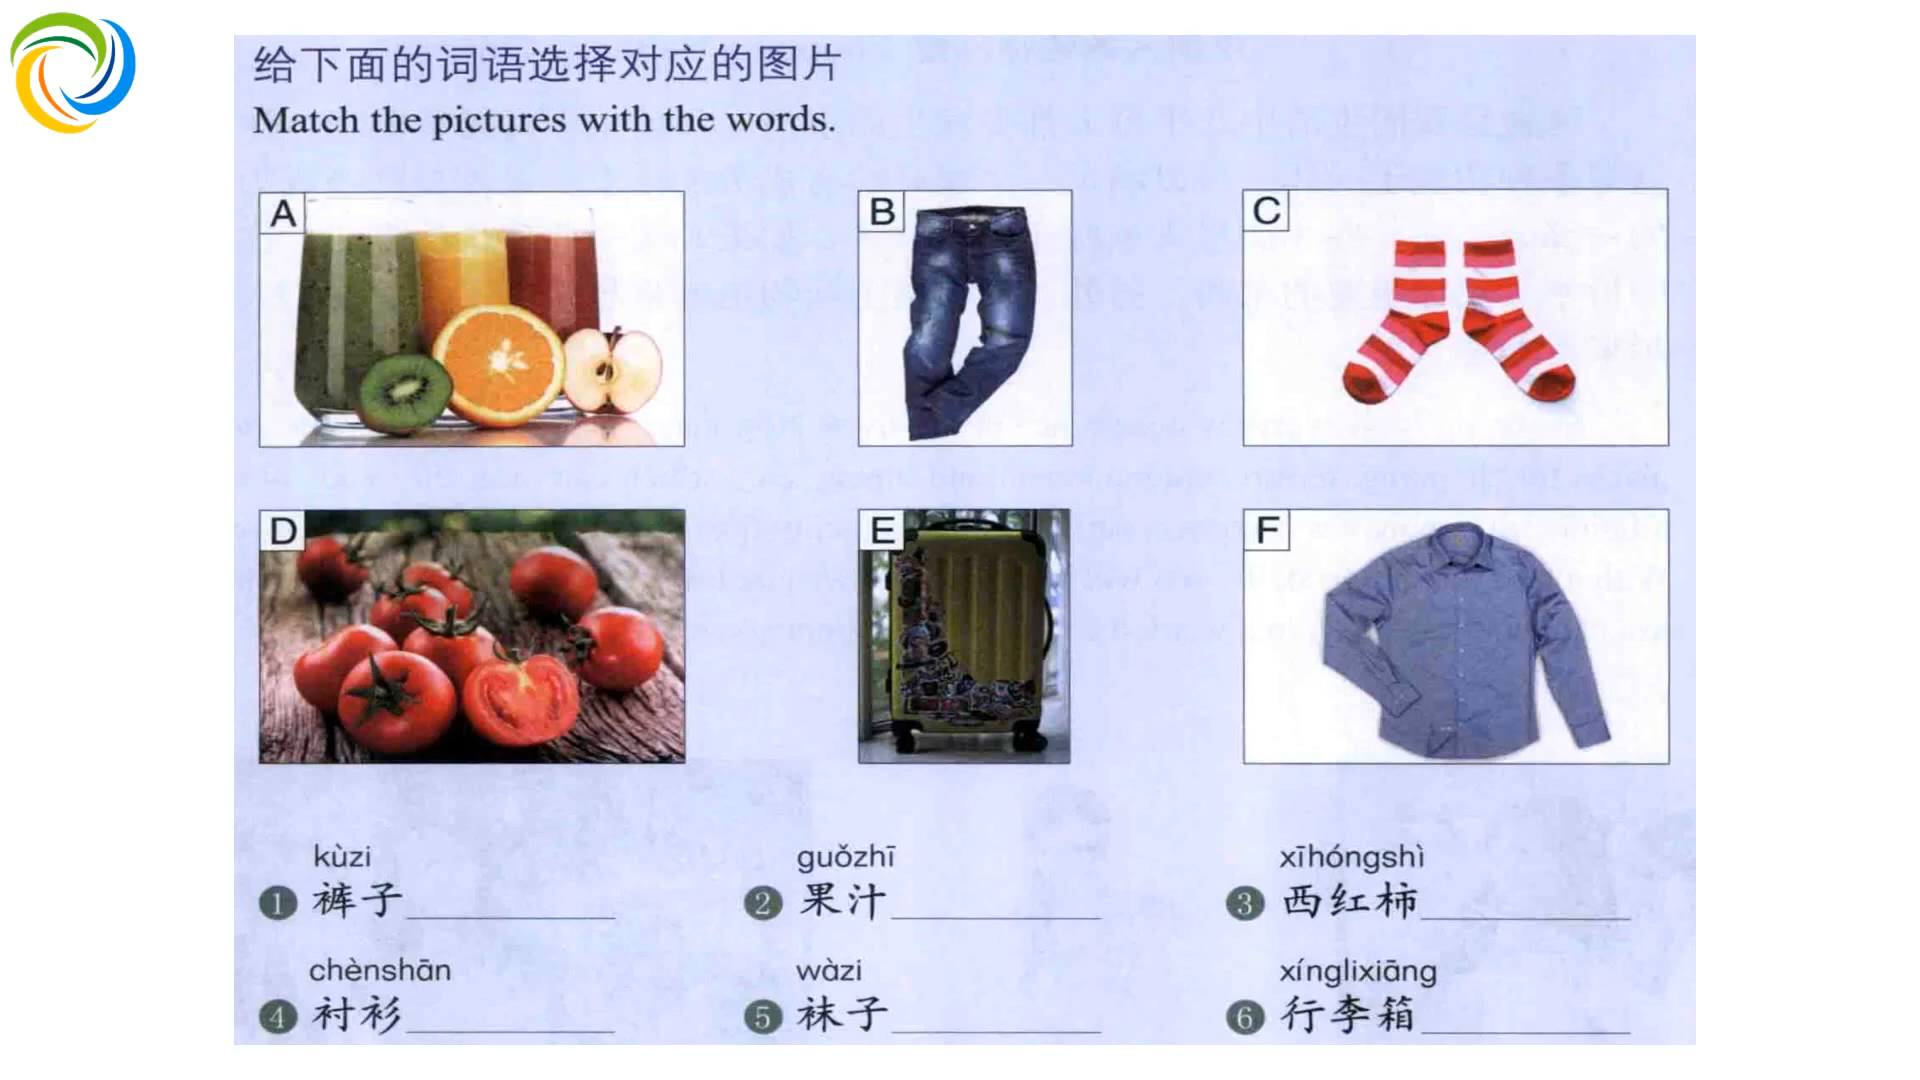 给下面的词语选择对应的图片
Match the pictures with the words.
A
B
C
D
E
F
kùzi
1 裤子
guǒzhī
2 果汁
xīhóngshì
3 西红柿
chènshān
4 衬衫
wàzi
5 袜子
xínglixiāng
6 行李箱